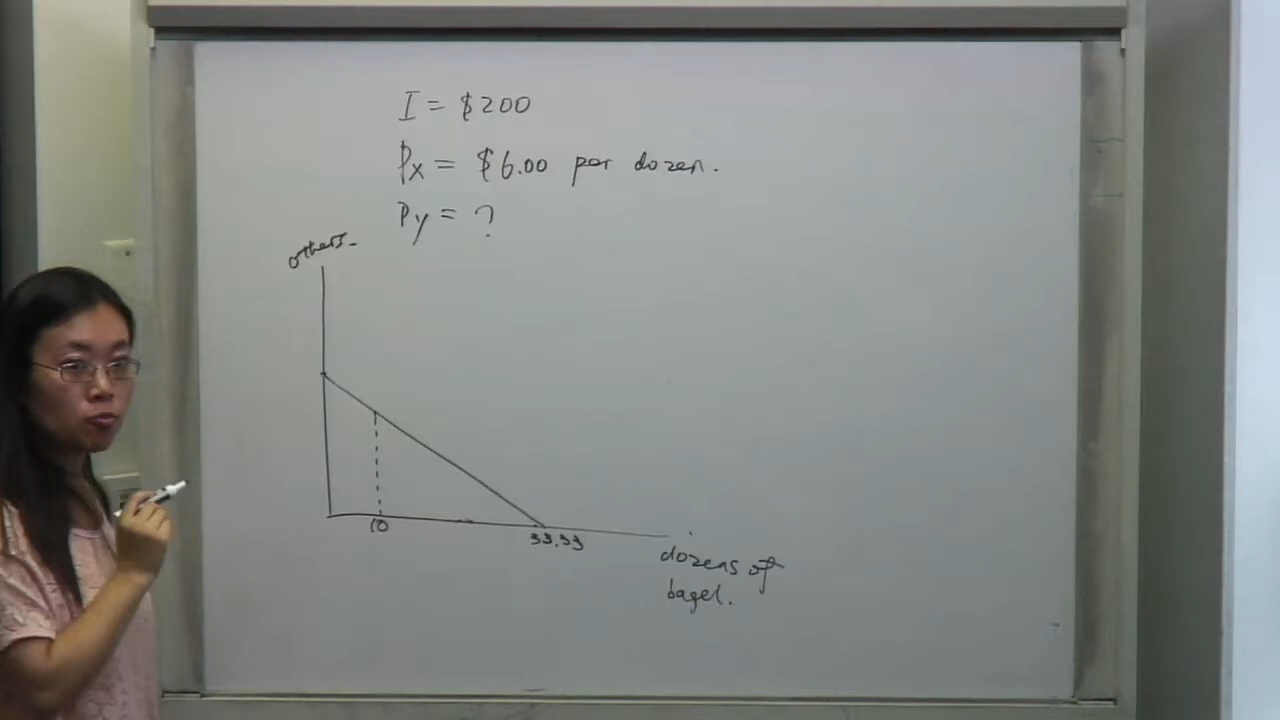 I = $200
Px = $6.00 per dozen.
Py = ?
others.
10
33.33
dozens of
bagel.